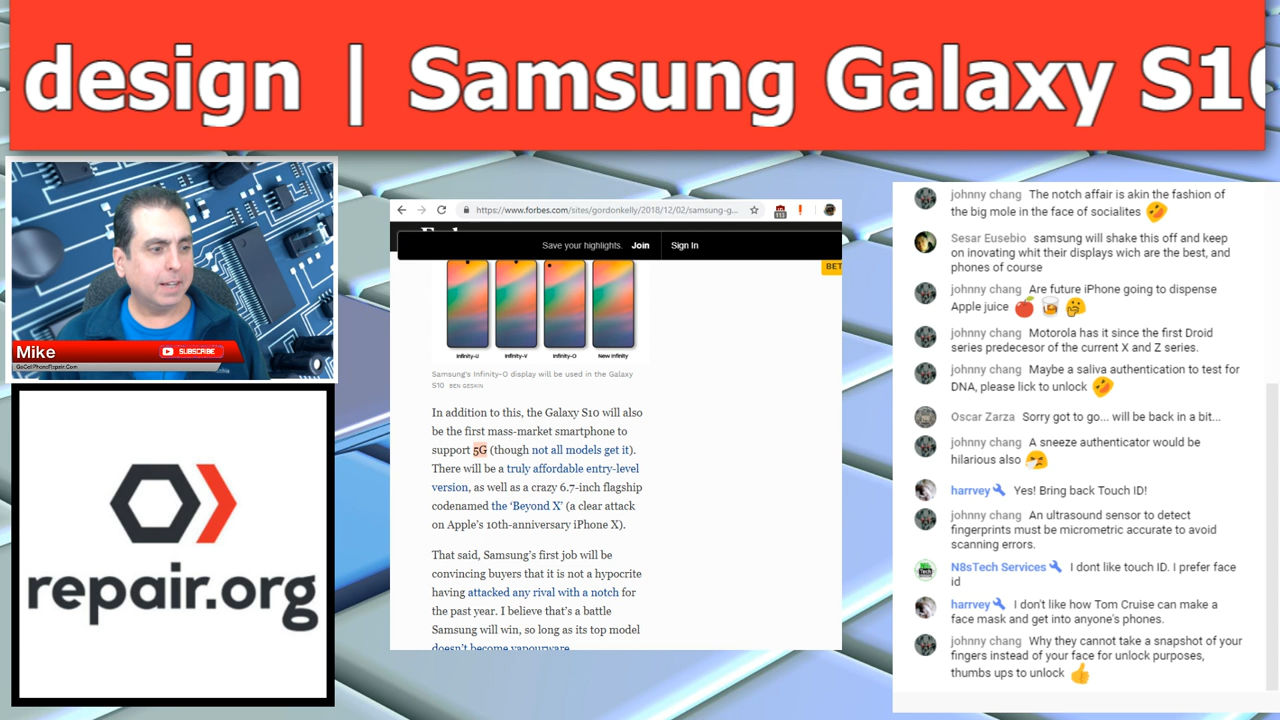 design | Samsung Galaxy S10
Mike
SUBSCRIBE
GoCellPhoneRepair.Com
repair.org
https://www.forbes.com/sites/gordonkelly/2018/12/02/samsung-g...
113
Save your highlights. Join Sign In
BET
Infinity-U Infinity-V Infinity-O New Infinity
Samsung's Infinity-O display will be used in the Galaxy
S10 BEN GESKIN
In addition to this, the Galaxy S10 will also
be the first mass-market smartphone to
support 5G (though not all models get it).
There will be a truly affordable entry-level
version, as well as a crazy 6.7-inch flagship
codenamed the ‘Beyond X’ (a clear attack
on Apple’s 10th-anniversary iPhone X).
That said, Samsung’s first job will be
convincing buyers that it is not a hypocrite
having attacked any rival with a notch for
the past year. I believe that’s a battle
Samsung will win, so long as its top model
doesn’t become vapourware.
johnny chang The notch affair is akin the fashion of
the big mole in the face of socialites
Sesar Eusebio samsung will shake this off and keep
on inovating whit their displays wich are the best, and
phones of course
johnny chang Are future iPhone going to dispense
Apple juice
johnny chang Motorola has it since the first Droid
series predecesor of the current X and Z series.
johnny chang Maybe a saliva authentication to test for
DNA, please lick to unlock
Oscar Zarza Sorry got to go... will be back in a bit...
johnny chang A sneeze authenticator would be
hilarious also
harrvey Yes! Bring back Touch ID!
johnny chang An ultrasound sensor to detect
fingerprints must be micrometric accurate to avoid
scanning errors.
N8sTech Services I dont like touch ID. I prefer face
id
harrvey I don't like how Tom Cruise can make a
face mask and get into anyone's phones.
johnny chang Why they cannot take a snapshot of your
fingers instead of your face for unlock purposes,
thumbs ups to unlock